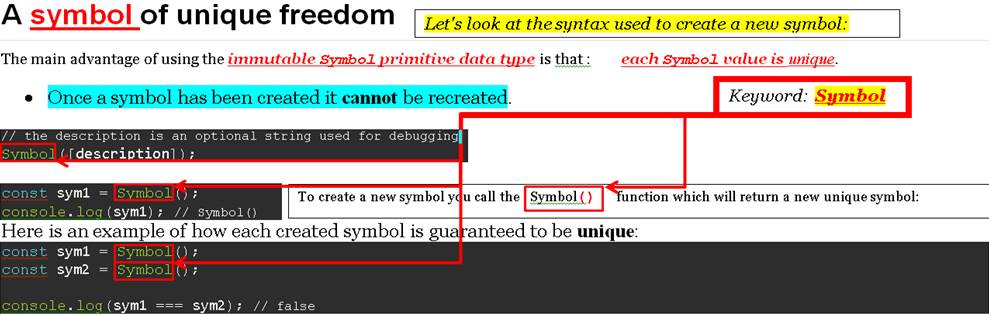 A symbol of unique freedom
Let's look at the syntax used to create a new symbol:
The main advantage of using the immutable Symbol primitive data type is that: each Symbol value is unique.
• Once a symbol has been created it cannot be recreated.
Keyword: Symbol
// the description is an optional string used for debugging
Symbol([description]);
const sym1 = Symbol();
console.log(sym1); // Symbol()
To create a new symbol you call the Symbol() function which will return a new unique symbol:
Here is an example of how each created symbol is guaranteed to be unique:
const sym1 = Symbol();
const sym2 = Symbol();
console.log(sym1 === sym2); // false